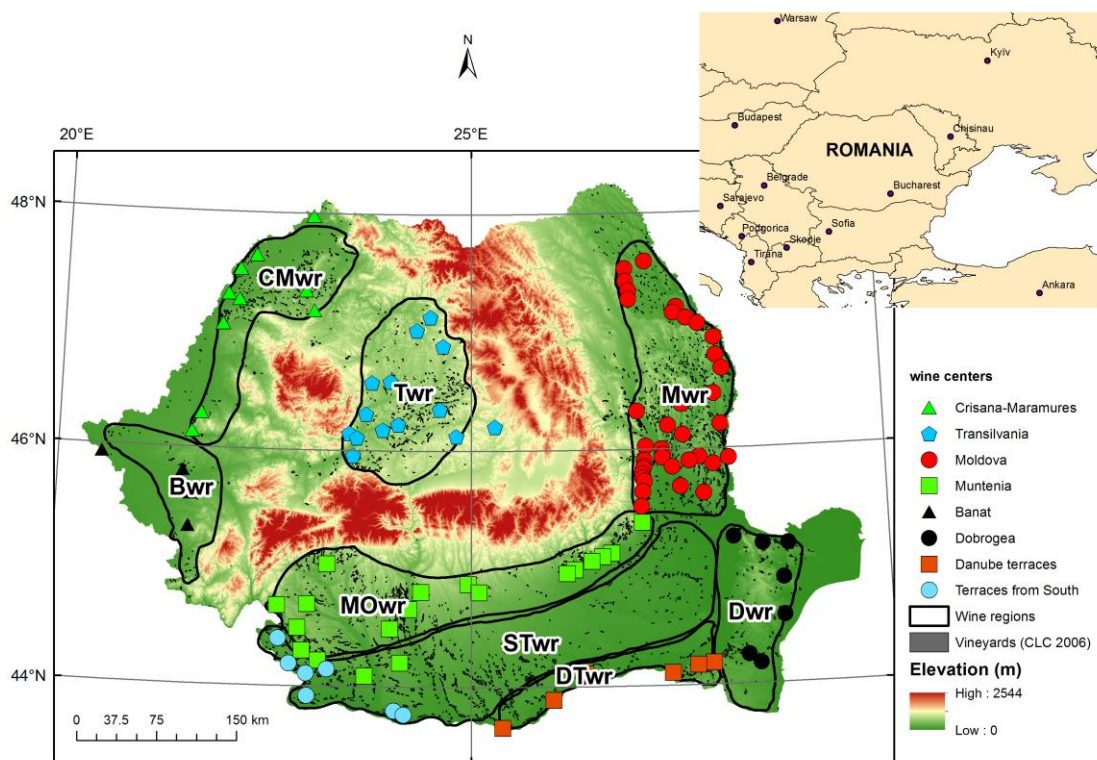 Warsaw
Kyiv
Budapest
Chisinau
ROMANIA
Belgrade
Bucharest
Sarajevo
Sofia
Podgorica
Skopje
Tirana
Ankara
N
20°E
25°E
48°N
46°N
44°N
CMwr
Twr
Mwr
Bwr
MOwr
STwr
Dwr
DTwr
0 37.5 75 150 km
wine centers
Crisana-Maramures
Transilvania
Moldova
Muntenia
Banat
Dobrogea
Danube terraces
Terraces from South
Wine regions
Vineyards (CLC 2006)
Elevation (m)
High : 2544
Low : 0